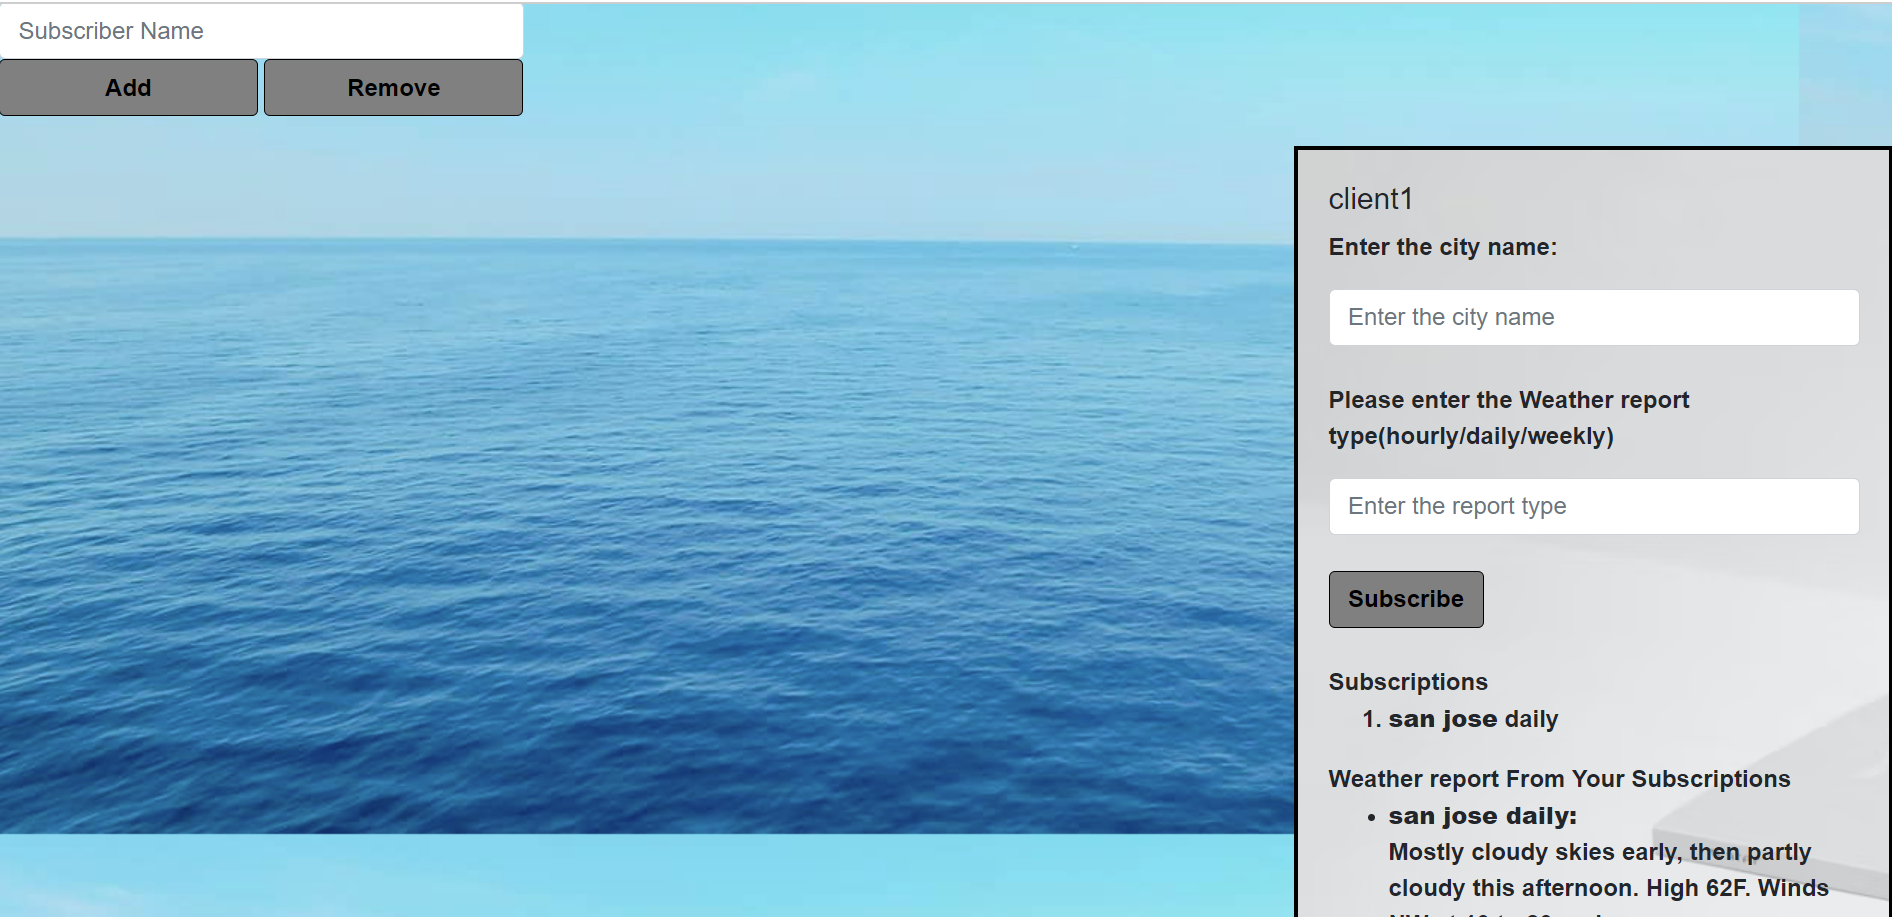 Subscriber Name
Add Remove
client1
Enter the city name:
Enter the city name
Please enter the Weather report
type(hourly/daily/weekly)
Enter the report type
Subscribe
Subscriptions
1. san jose daily
Weather report From Your Subscriptions
• san jose daily:
Mostly cloudy skies early, then partly
cloudy this afternoon. High 62F. Winds